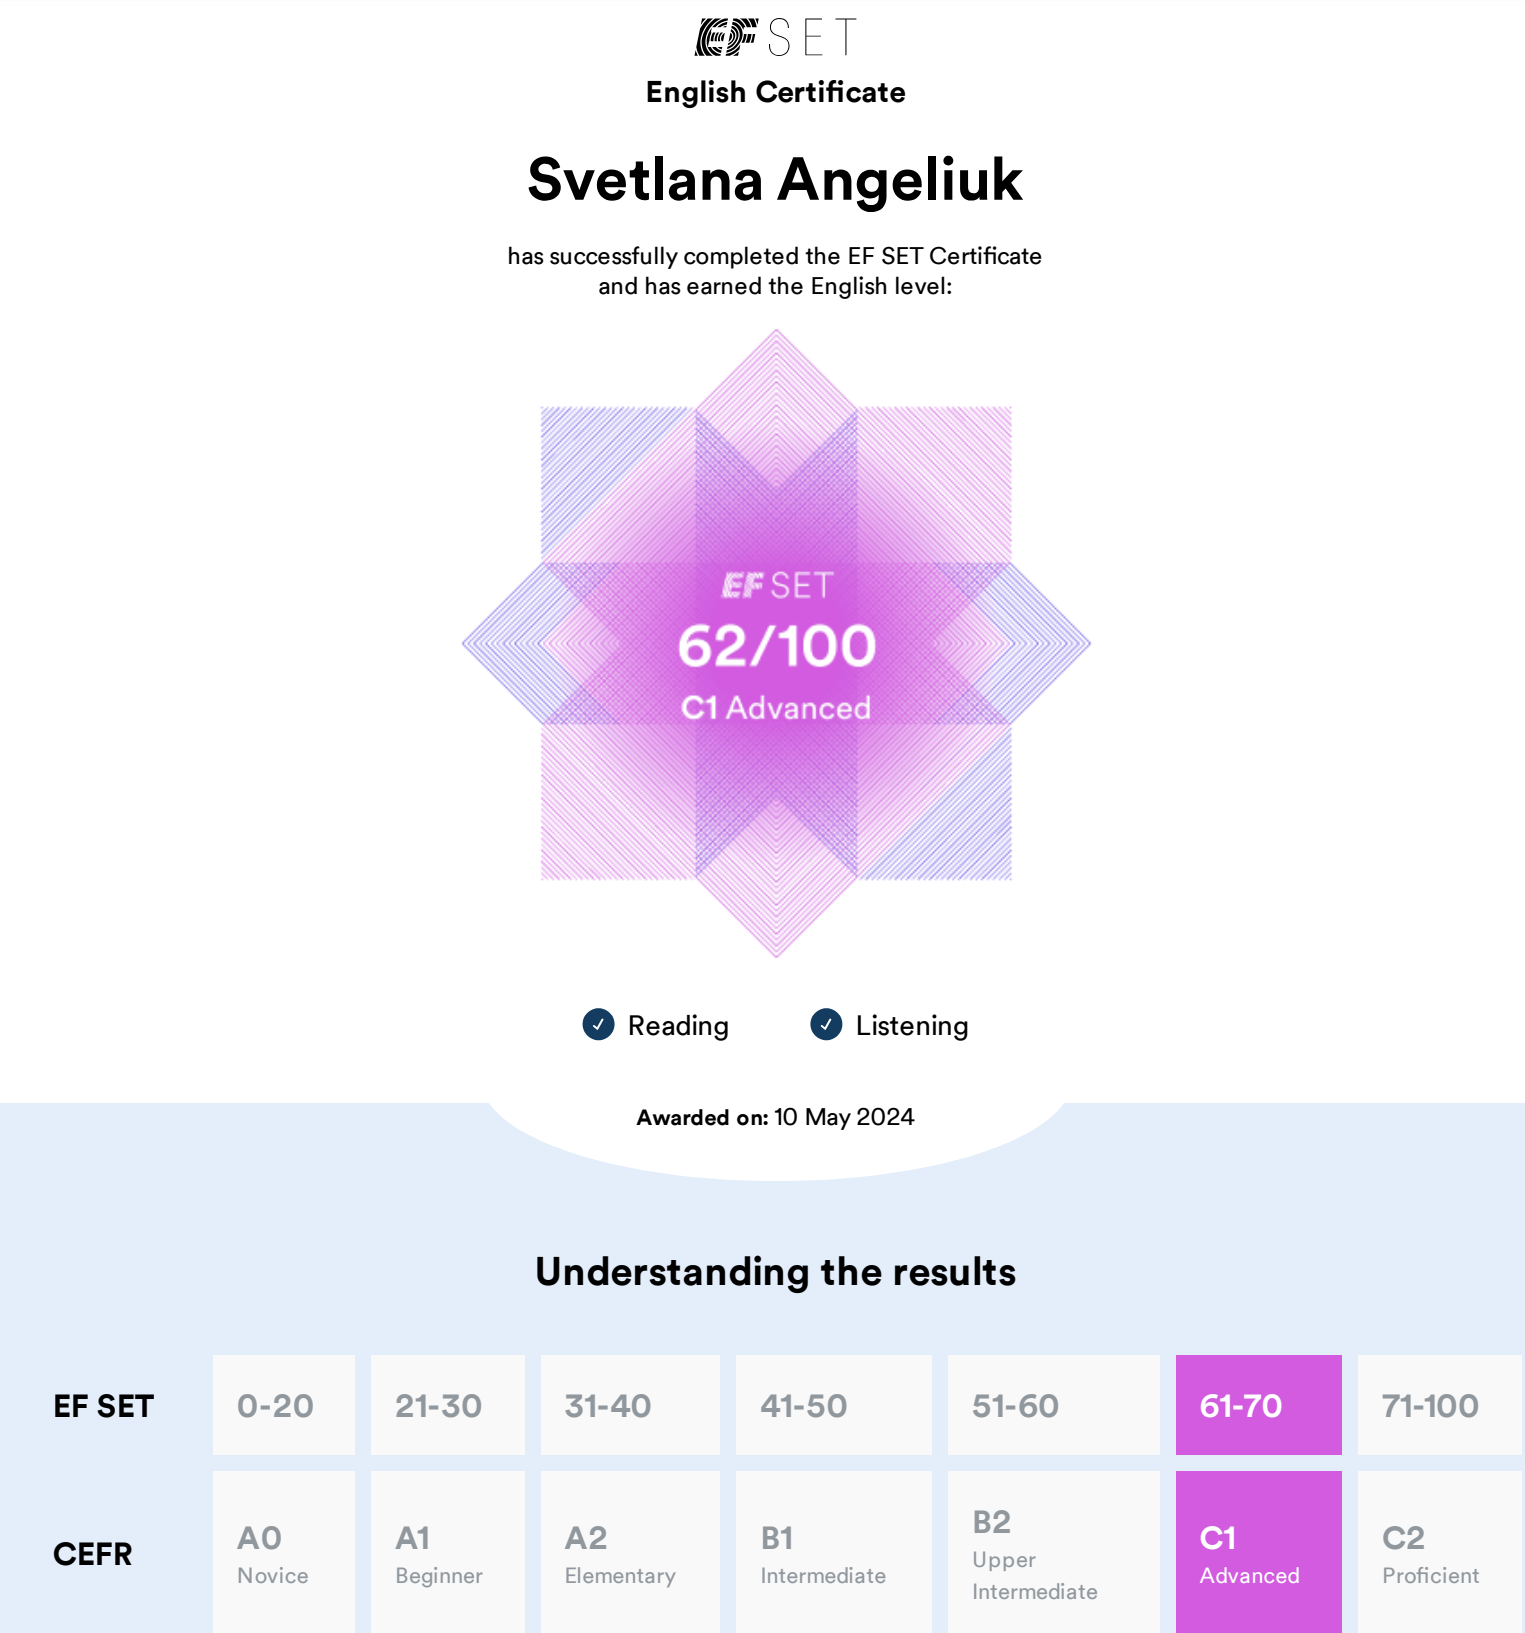 EF SET
English Certificate
Svetlana Angeliuk
has successfully completed the EF SET Certificate
and has earned the English level:
EF SET
62/100
C1 Advanced
Reading Listening
Awarded on: 10 May 2024
Understanding the results
EF SET 0-20 21-30 31-40 41-50 51-60 61-70 71-100
CEFR A0 A1 A2 B1 B2 C1 C2
Novice Beginner Elementary Intermediate Upper Advanced Proficient
Intermediate